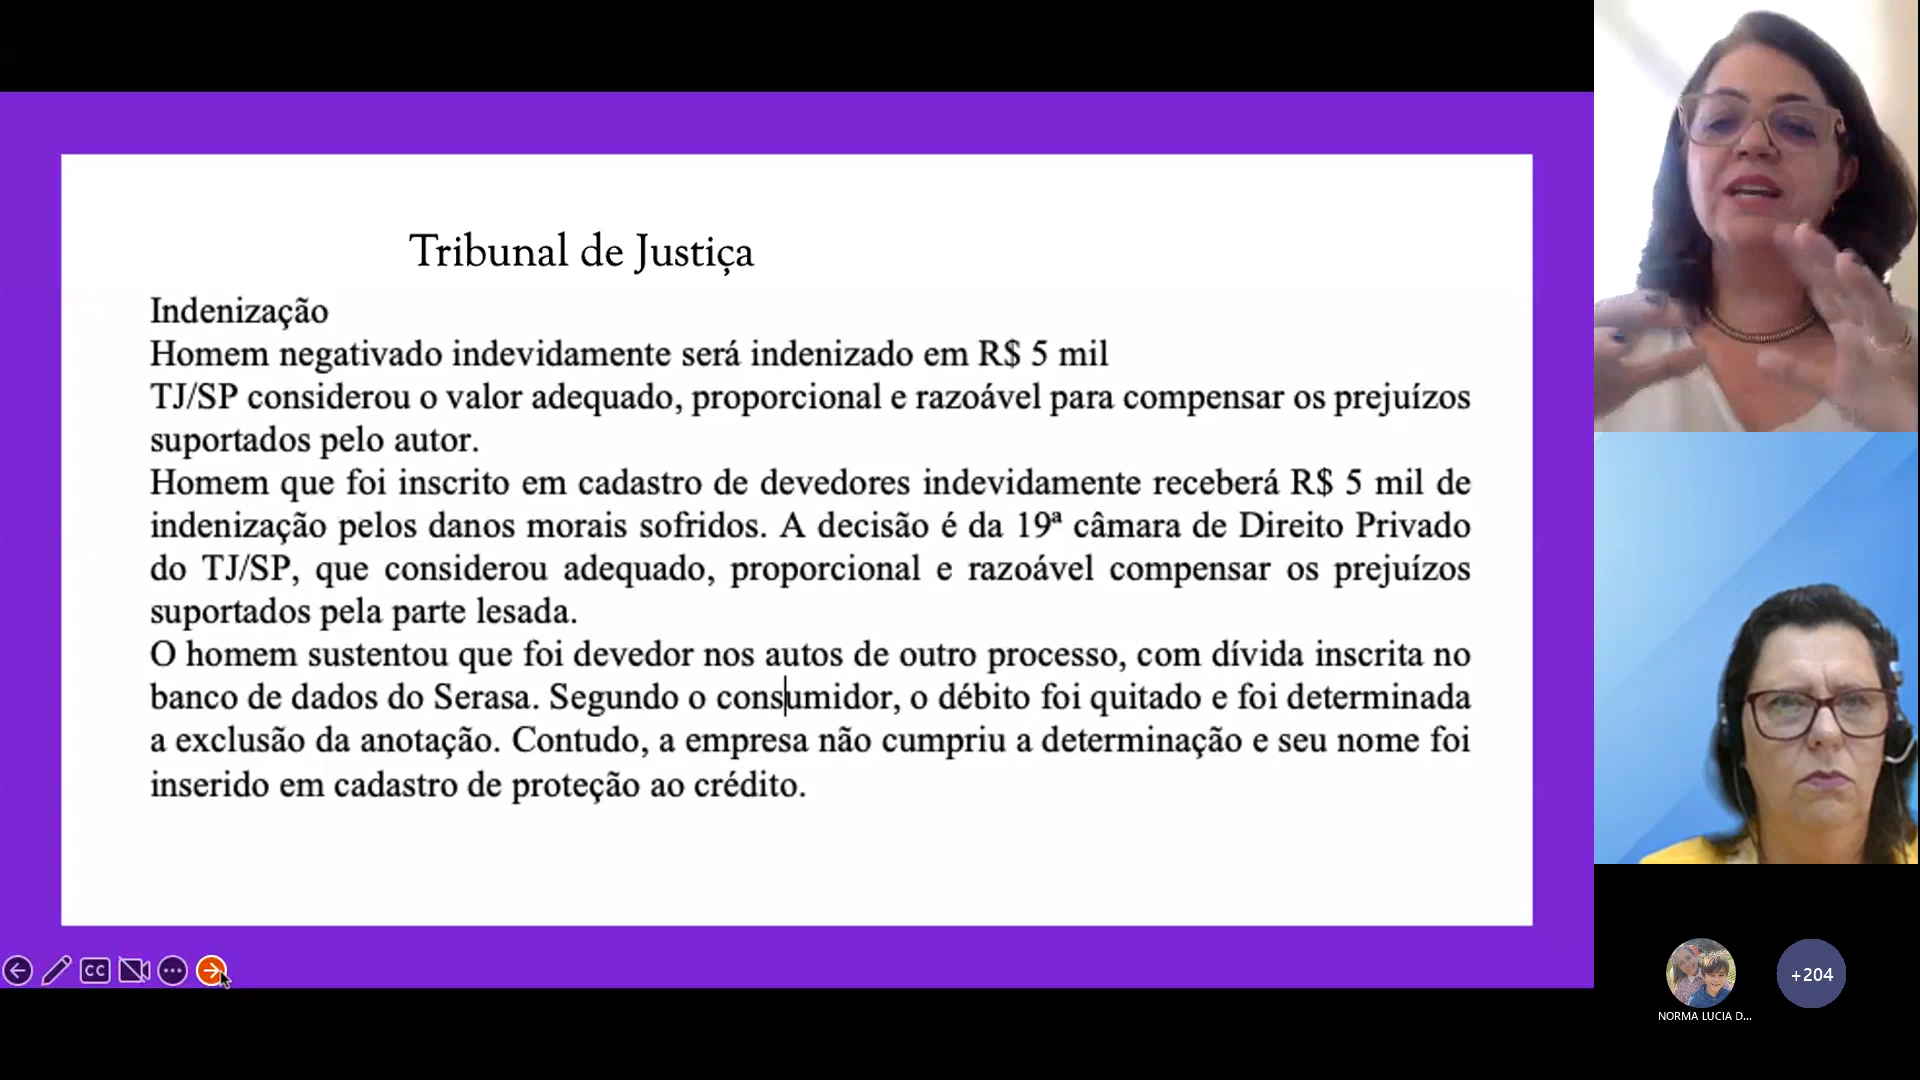 Tribunal de Justiça
Indenização
Homem negativado indevidamente será indenizado em R$ 5 mil
TJ/SP considerou o valor adequado, proporcional e razoável para compensar os prejuízos
suportados pelo autor.
Homem que foi inscrito em cadastro de devedores indevidamente receberá R$ 5 mil de
indenização pelos danos morais sofridos. A decisão é da 19ª câmara de Direito Privado
do TJ/SP, que considerou adequado, proporcional e razoável compensar os prejuízos
suportados pela parte lesada.
O homem sustentou que foi devedor nos autos de outro processo, com dívida inscrita no
banco de dados do Serasa. Segundo o consumidor, o débito foi quitado e foi determinada
a exclusão da anotação. Contudo, a empresa não cumpriu a determinação e seu nome foi
inserido em cadastro de proteção ao crédito.
CC
+204
NORMA LUCIA D...